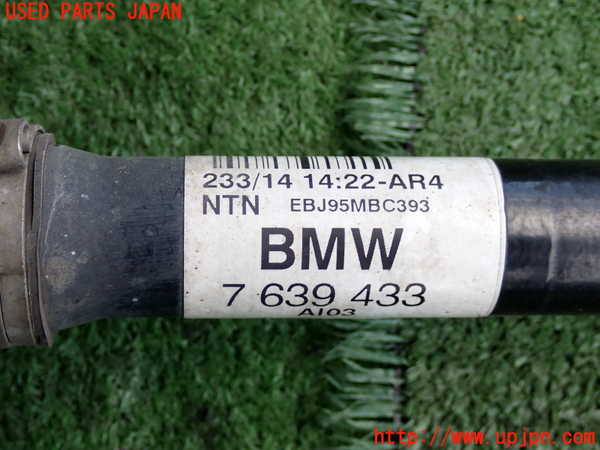 USED PARTS JAPAN
233/14 14:22-AR4
NTN EBJ95MBC393
BMW
7 639 433
AI03
http://www.upjpn.com